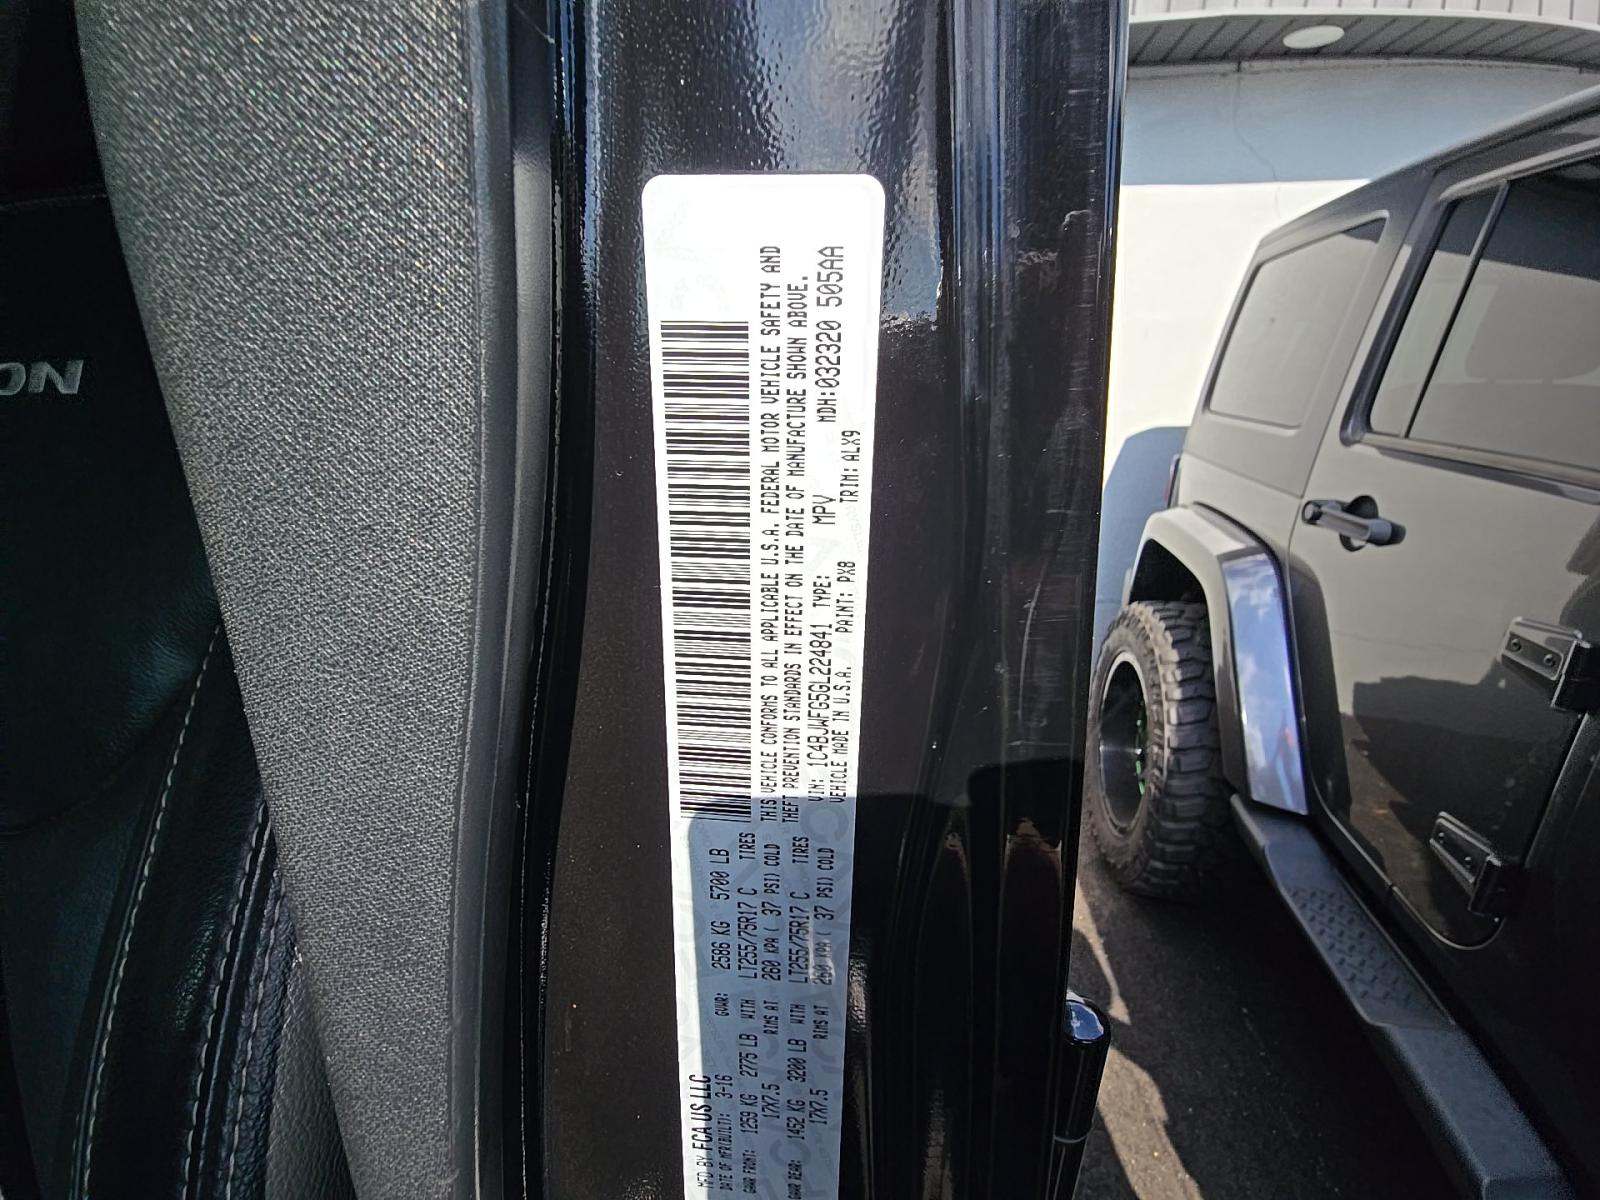 ON
MFD BY FCA US LLC
DATE OF MFR(BUILT): 3-16 GVWR: 2586 KG 5700 LB
GAWR FRONT: 1259 KG 2775 LB WITH LT255/75R17 C TIRES
17X7.5 RIMS AT 260 KPA ( 37 PSI) COLD
GAWR REAR: 1452 KG 3200 LB WITH LT255/75R17 C TIRES
17X7.5 RIMS AT 260 KPA ( 37 PSI) COLD
THIS VEHICLE CONFORMS TO ALL APPLICABLE U.S.A. FEDERAL MOTOR VEHICLE SAFETY AND
THEFT PREVENTION STANDARDS IN EFFECT ON THE DATE OF MANUFACTURE SHOWN ABOVE.
VIN: 1C4BJWFG5GL224841 TYPE: MPV MDH:032320 505AA
VEHICLE MADE IN U.S.A. PAINT: PX8 TRIM: ALX9